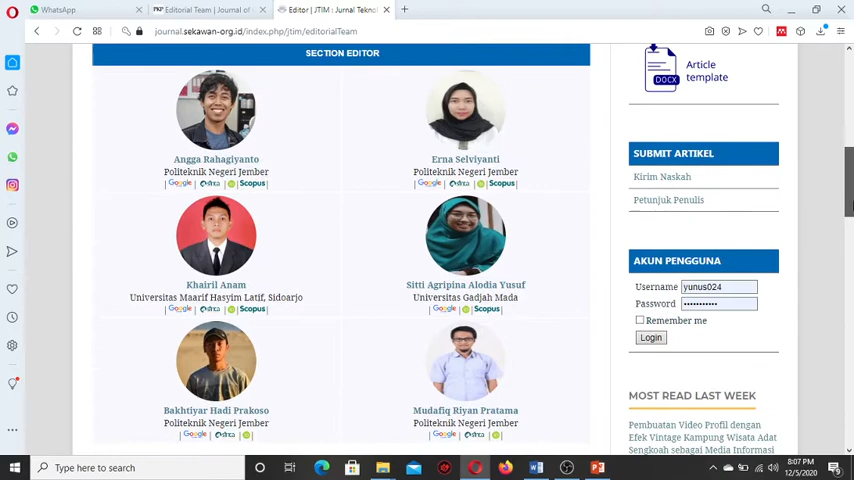 WhatsApp
Editorial Team | Journal of
Editor | JTIM : Jurnal Teknol
journal.sekawan-org.id/index.php/jtim/editorialTeam
SECTION EDITOR
Angga Rahagiyanto
Politeknik Negeri Jember
| Google | Sinta | | Scopus |
Erna Selviyanti
Politeknik Negeri Jember
| Google | Sinta | | Scopus |
Khairil Anam
Universitas Maarif Hasyim Latif, Sidoarjo
| Google | Sinta | | Scopus |
Sitti Agripina Alodia Yusuf
Universitas Gadjah Mada
| Google | | Scopus |
Bakhtiyar Hadi Prakoso
Politeknik Negeri Jember
| Google | Sinta | |
Mudafiq Riyan Pratama
Politeknik Negeri Jember
| Google | Sinta | |
DOCX
Article
template
SUBMIT ARTIKEL
Kirim Naskah
Petunjuk Penulis
AKUN PENGGUNA
Username yunus024
Password •••••••••••
Remember me
Login
MOST READ LAST WEEK
Pembuatan Video Profil dengan
Efek Vintage Kampung Wisata Adat
Sengkoah sebagai Media Informasi
Type here to search
8:07 PM
12/5/2020